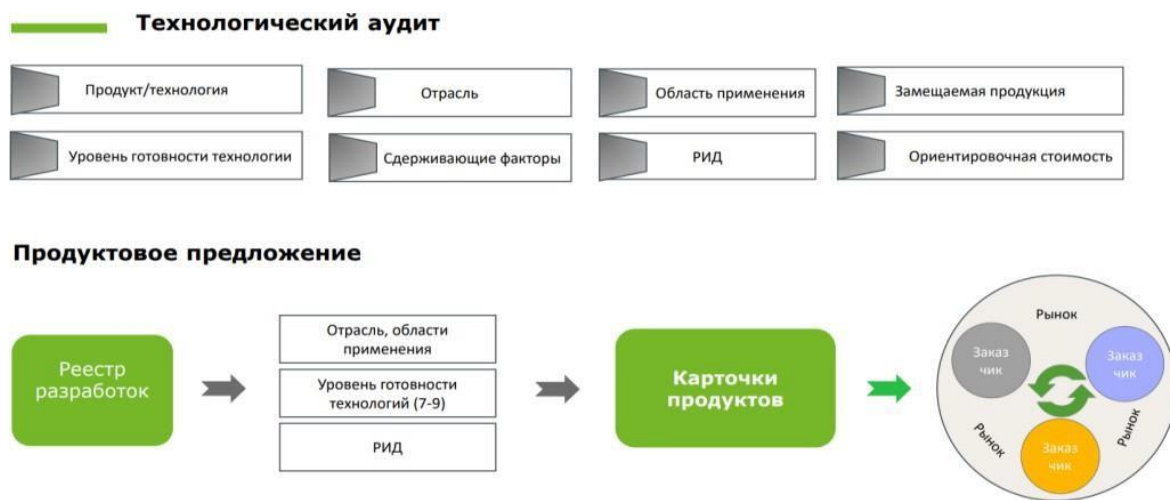 Технологический аудит
Продукт/технология
Отрасль
Область применения
Замещаемая продукция
Уровень готовности технологии
Сдерживающие факторы
РИД
Ориентировочная стоимость
Продуктовое предложение
Реестр
разработок
Отрасль, области
применения
Уровень готовности
технологий (7-9)
РИД
Карточки
продуктов
Рынок
Заказ
чик
Заказ
чик
Рынок
Рынок
Заказ
чик